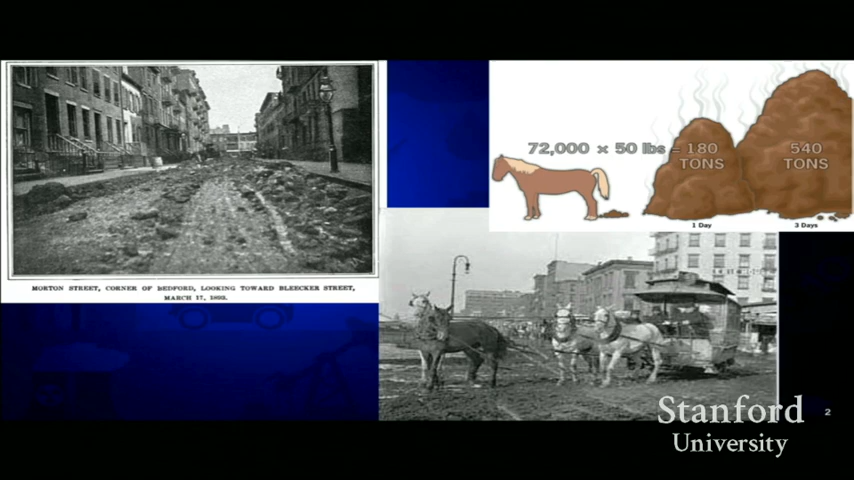 MORTON STREET, CORNER OF BEDFORD, LOOKING TOWARD BLEECKER STREET,
MARCH 17, 1893.
72,000 × 50 lbs = 180
TONS
540
TONS
1 Day
3 Days
Stanford
University
2